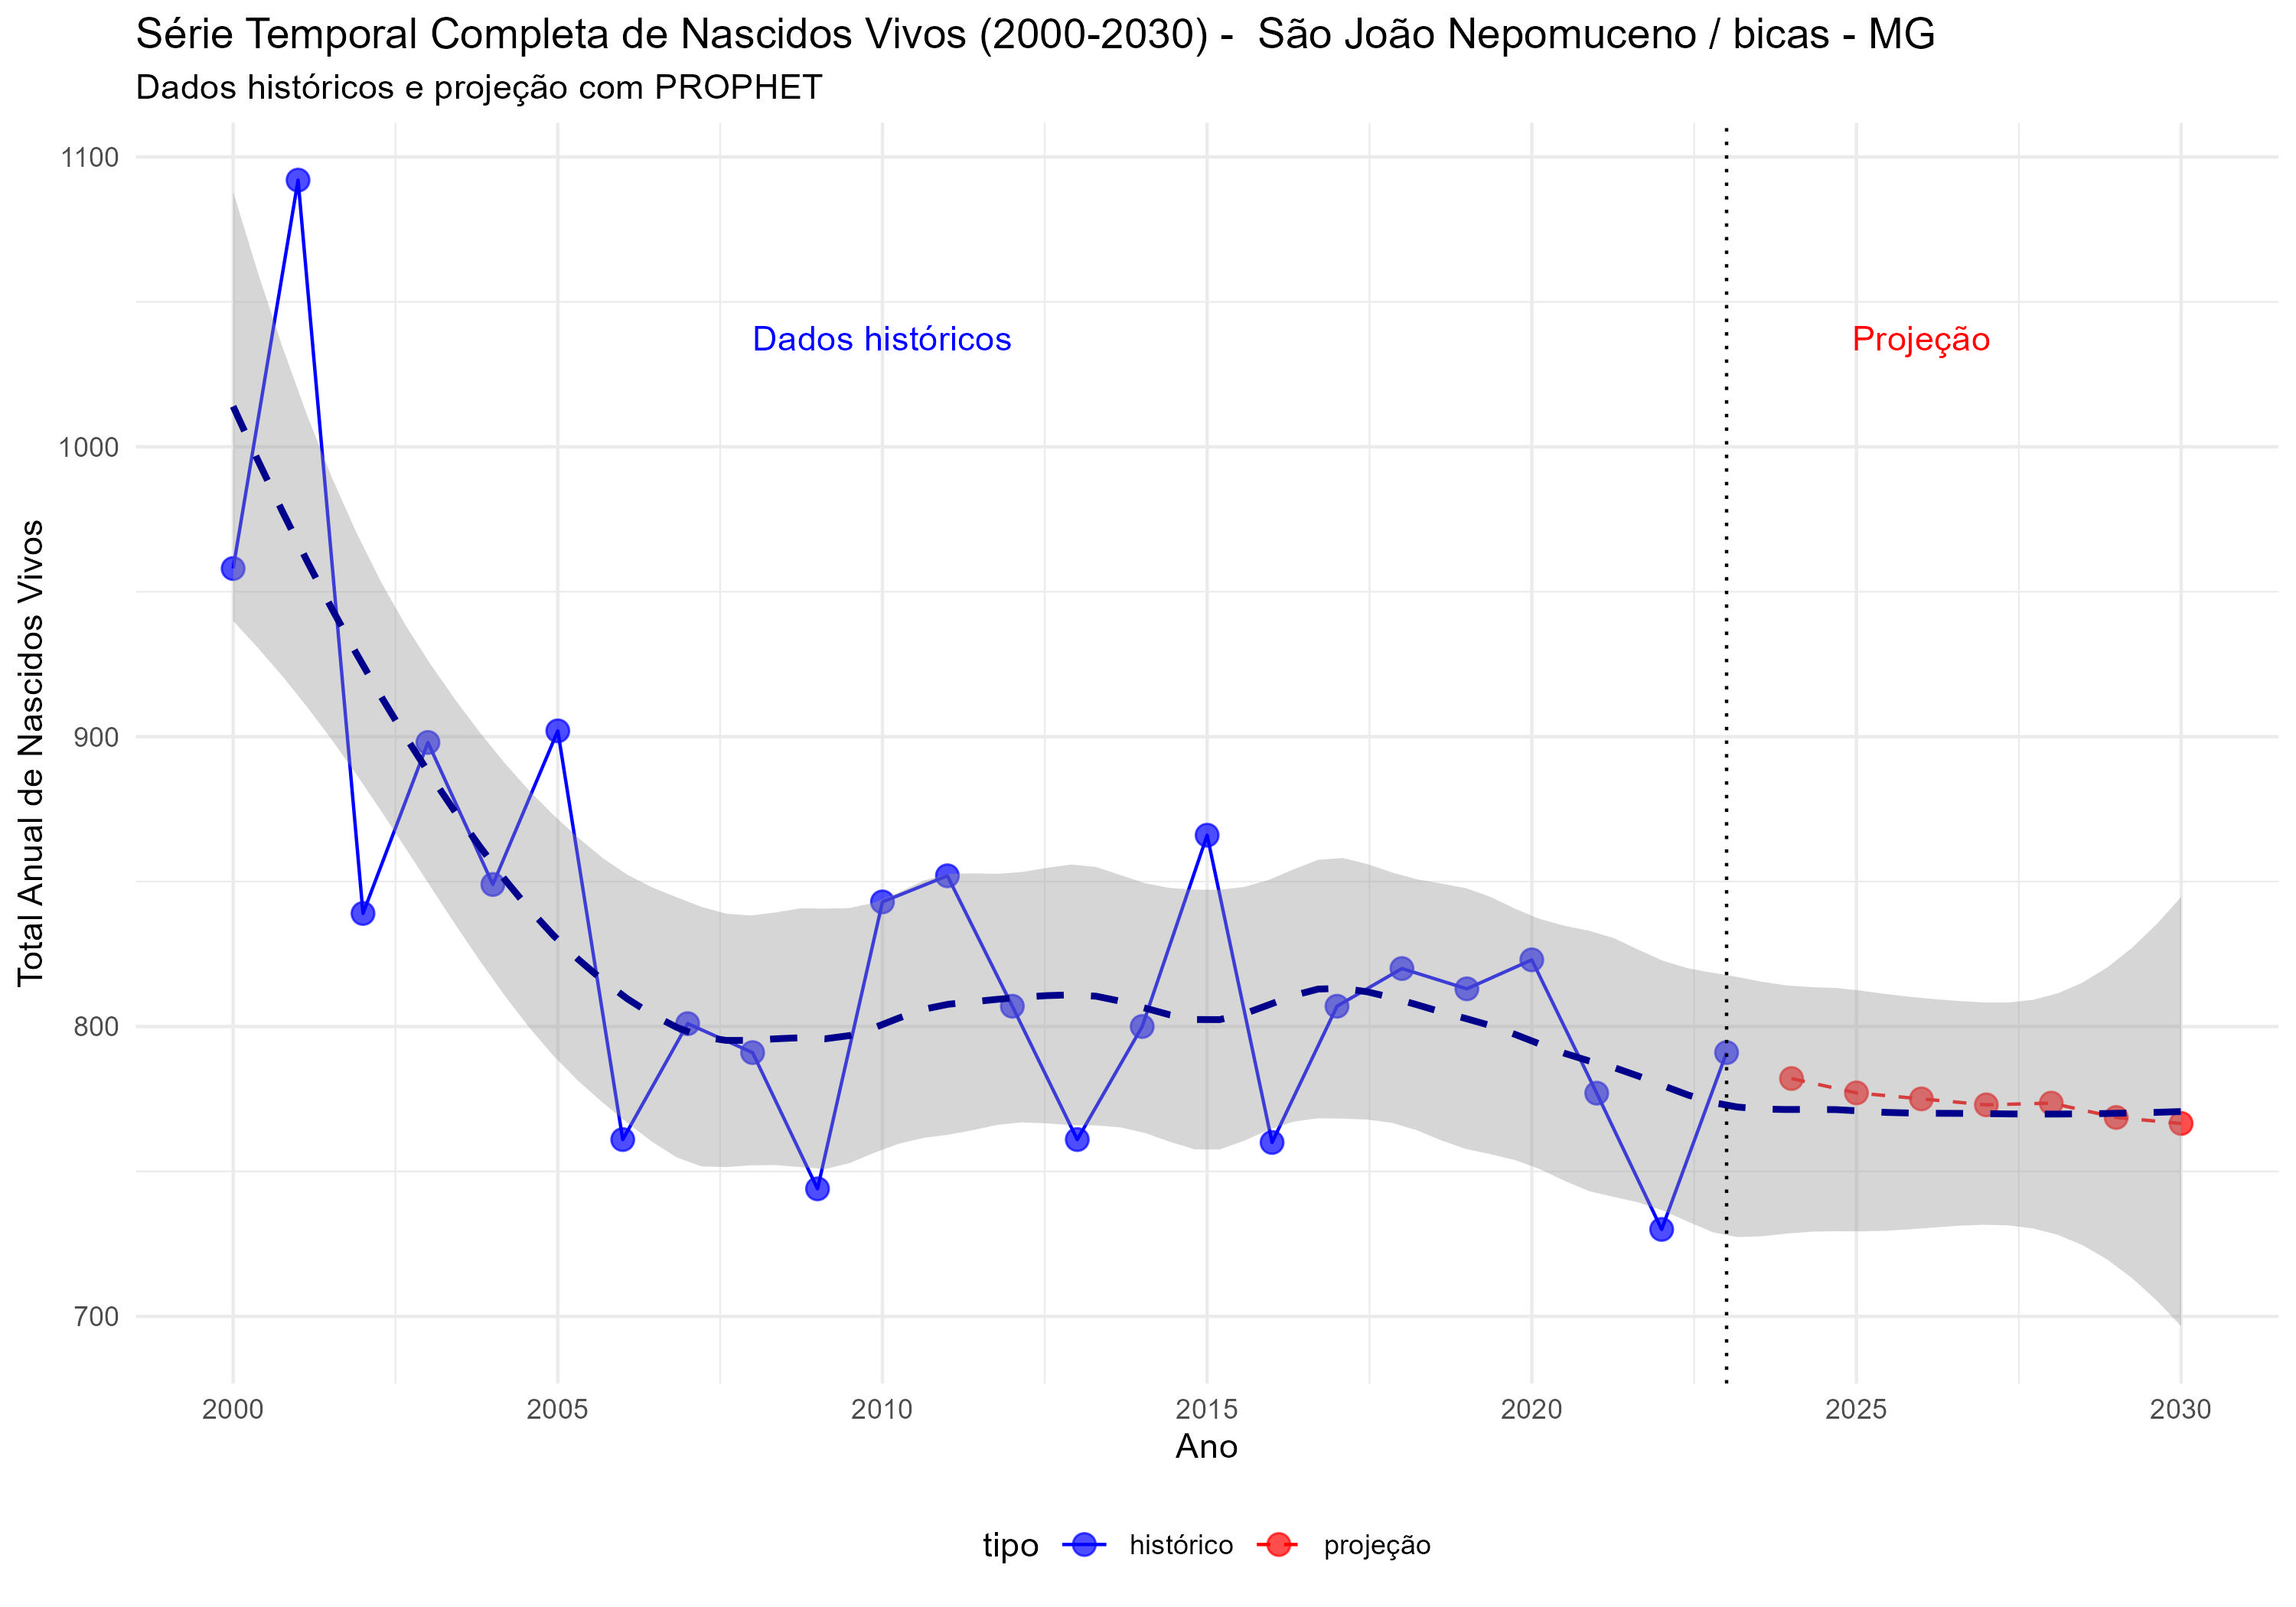 Série Temporal Completa de Nascidos Vivos (2000-2030) -  São João Nepomuceno / bicas - MG
Dados históricos e projeção com PROPHET
Total Anual de Nascidos Vivos
1100
1000
900
800
700
Dados históricos
Projeção
2000 2005 2010 2015 2020 2025 2030
Ano
tipo histórico projeção